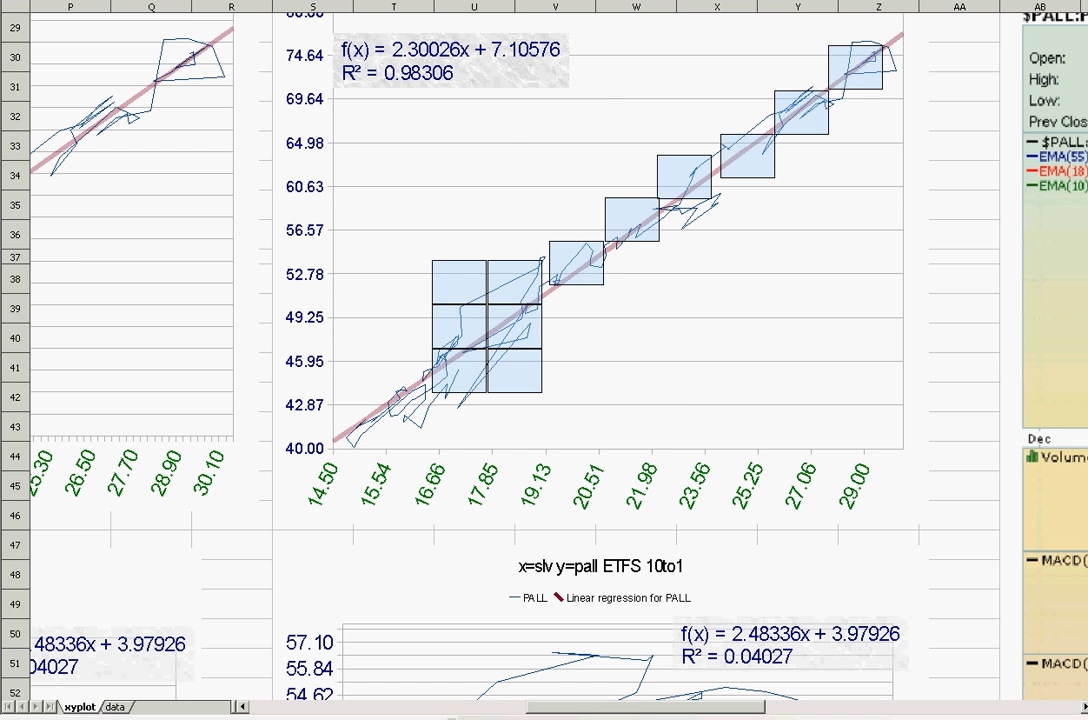 P Q R S T U V W X Y Z AA AB
29
30
31
32
33
34
35
36
37
38
39
40
41
42
43
44
45
46
47
48
49
50
51
52
26.50 27.70 28.90 30.10
f(x) = 2.30026x + 7.10576
R² = 0.98306
74.64
69.64
64.98
60.63
56.57
52.78
49.25
45.95
42.87
40.00
14.50 15.54 16.66 17.85 19.13 20.51 21.98 23.56 25.25 27.06 29.00
x=slv y=pall ETFS 10to1
PALL Linear regression for PALL
f(x) = 2.48336x + 3.97926
R² = 0.04027
57.10
55.84
54.62
.48336x + 3.97926
04027
Open:
High:
Low:
Prev Clos
$PALL:
EMA(55)
EMA(18)
EMA(10)
Dec
Volum
MACD(
MACD(
xyplot data